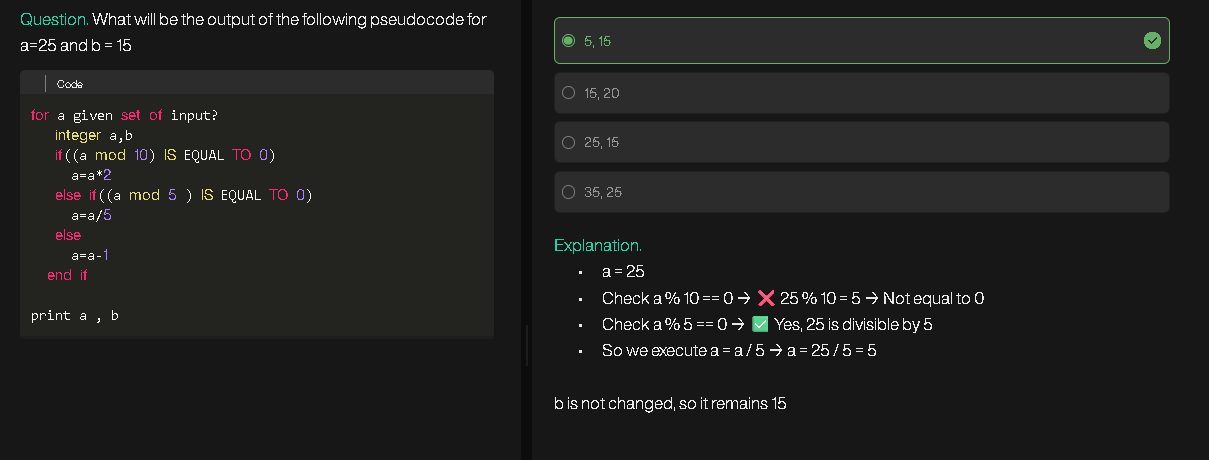 Question. What will be the output of the following pseudocode for
a=25 and b = 15
Code
for a given set of input?
integer a,b
if((a mod 10) IS EQUAL TO 0)
a=a*2
else if((a mod 5 ) IS EQUAL TO 0)
a=a/5
else
a=a-1
end if
print a , b
5, 15
15, 20
25, 15
35, 25
Explanation.
• a = 25
• Check a % 10 == 0 → ❌ 25 % 10 = 5 → Not equal to 0
• Check a % 5 == 0 → ✅ Yes, 25 is divisible by 5
• So we execute a = a / 5 → a = 25 / 5 = 5
b is not changed, so it remains 15